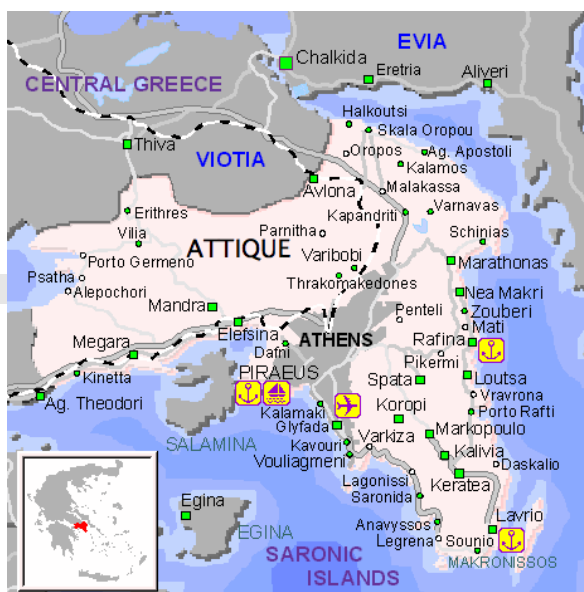 EVIA
Chalkida
Eretria
Aliveri
CENTRAL GREECE
Halkoutsi
Skala Oropou
Thiva
Oropos
Ag. Apostoli
VIOTIA
Kalamos
Avlona
Malakassa
Erithres
Kapandriti
Varnavas
Vilia
Parnitha
ATTIQUE
Schinias
Porto Germeno
Varibobi
Marathonas
Psatha
Thrakomakedones
Alepochori
Nea Makri
Mandra
Penteli
Zouberi
Elefsina
Mati
ATHENS
Rafina
Megara
Dafni
Pikermi
Kinetta
PIRAEUS
Spata
Loutsa
Ag. Theodori
Vravrona
Kalamaki
Koropi
Porto Rafti
Glyfada
Markopoulo
SALAMINA
Kavouri
Varkiza
Vouliagmeni
Kalivia
Daskalio
Lagonissi
Keratea
Saronida
Egina
Anavyssos
Lavrio
EGINA
Legrena
Sounio
SARONIC
ISLANDS
MAKRONISSOS